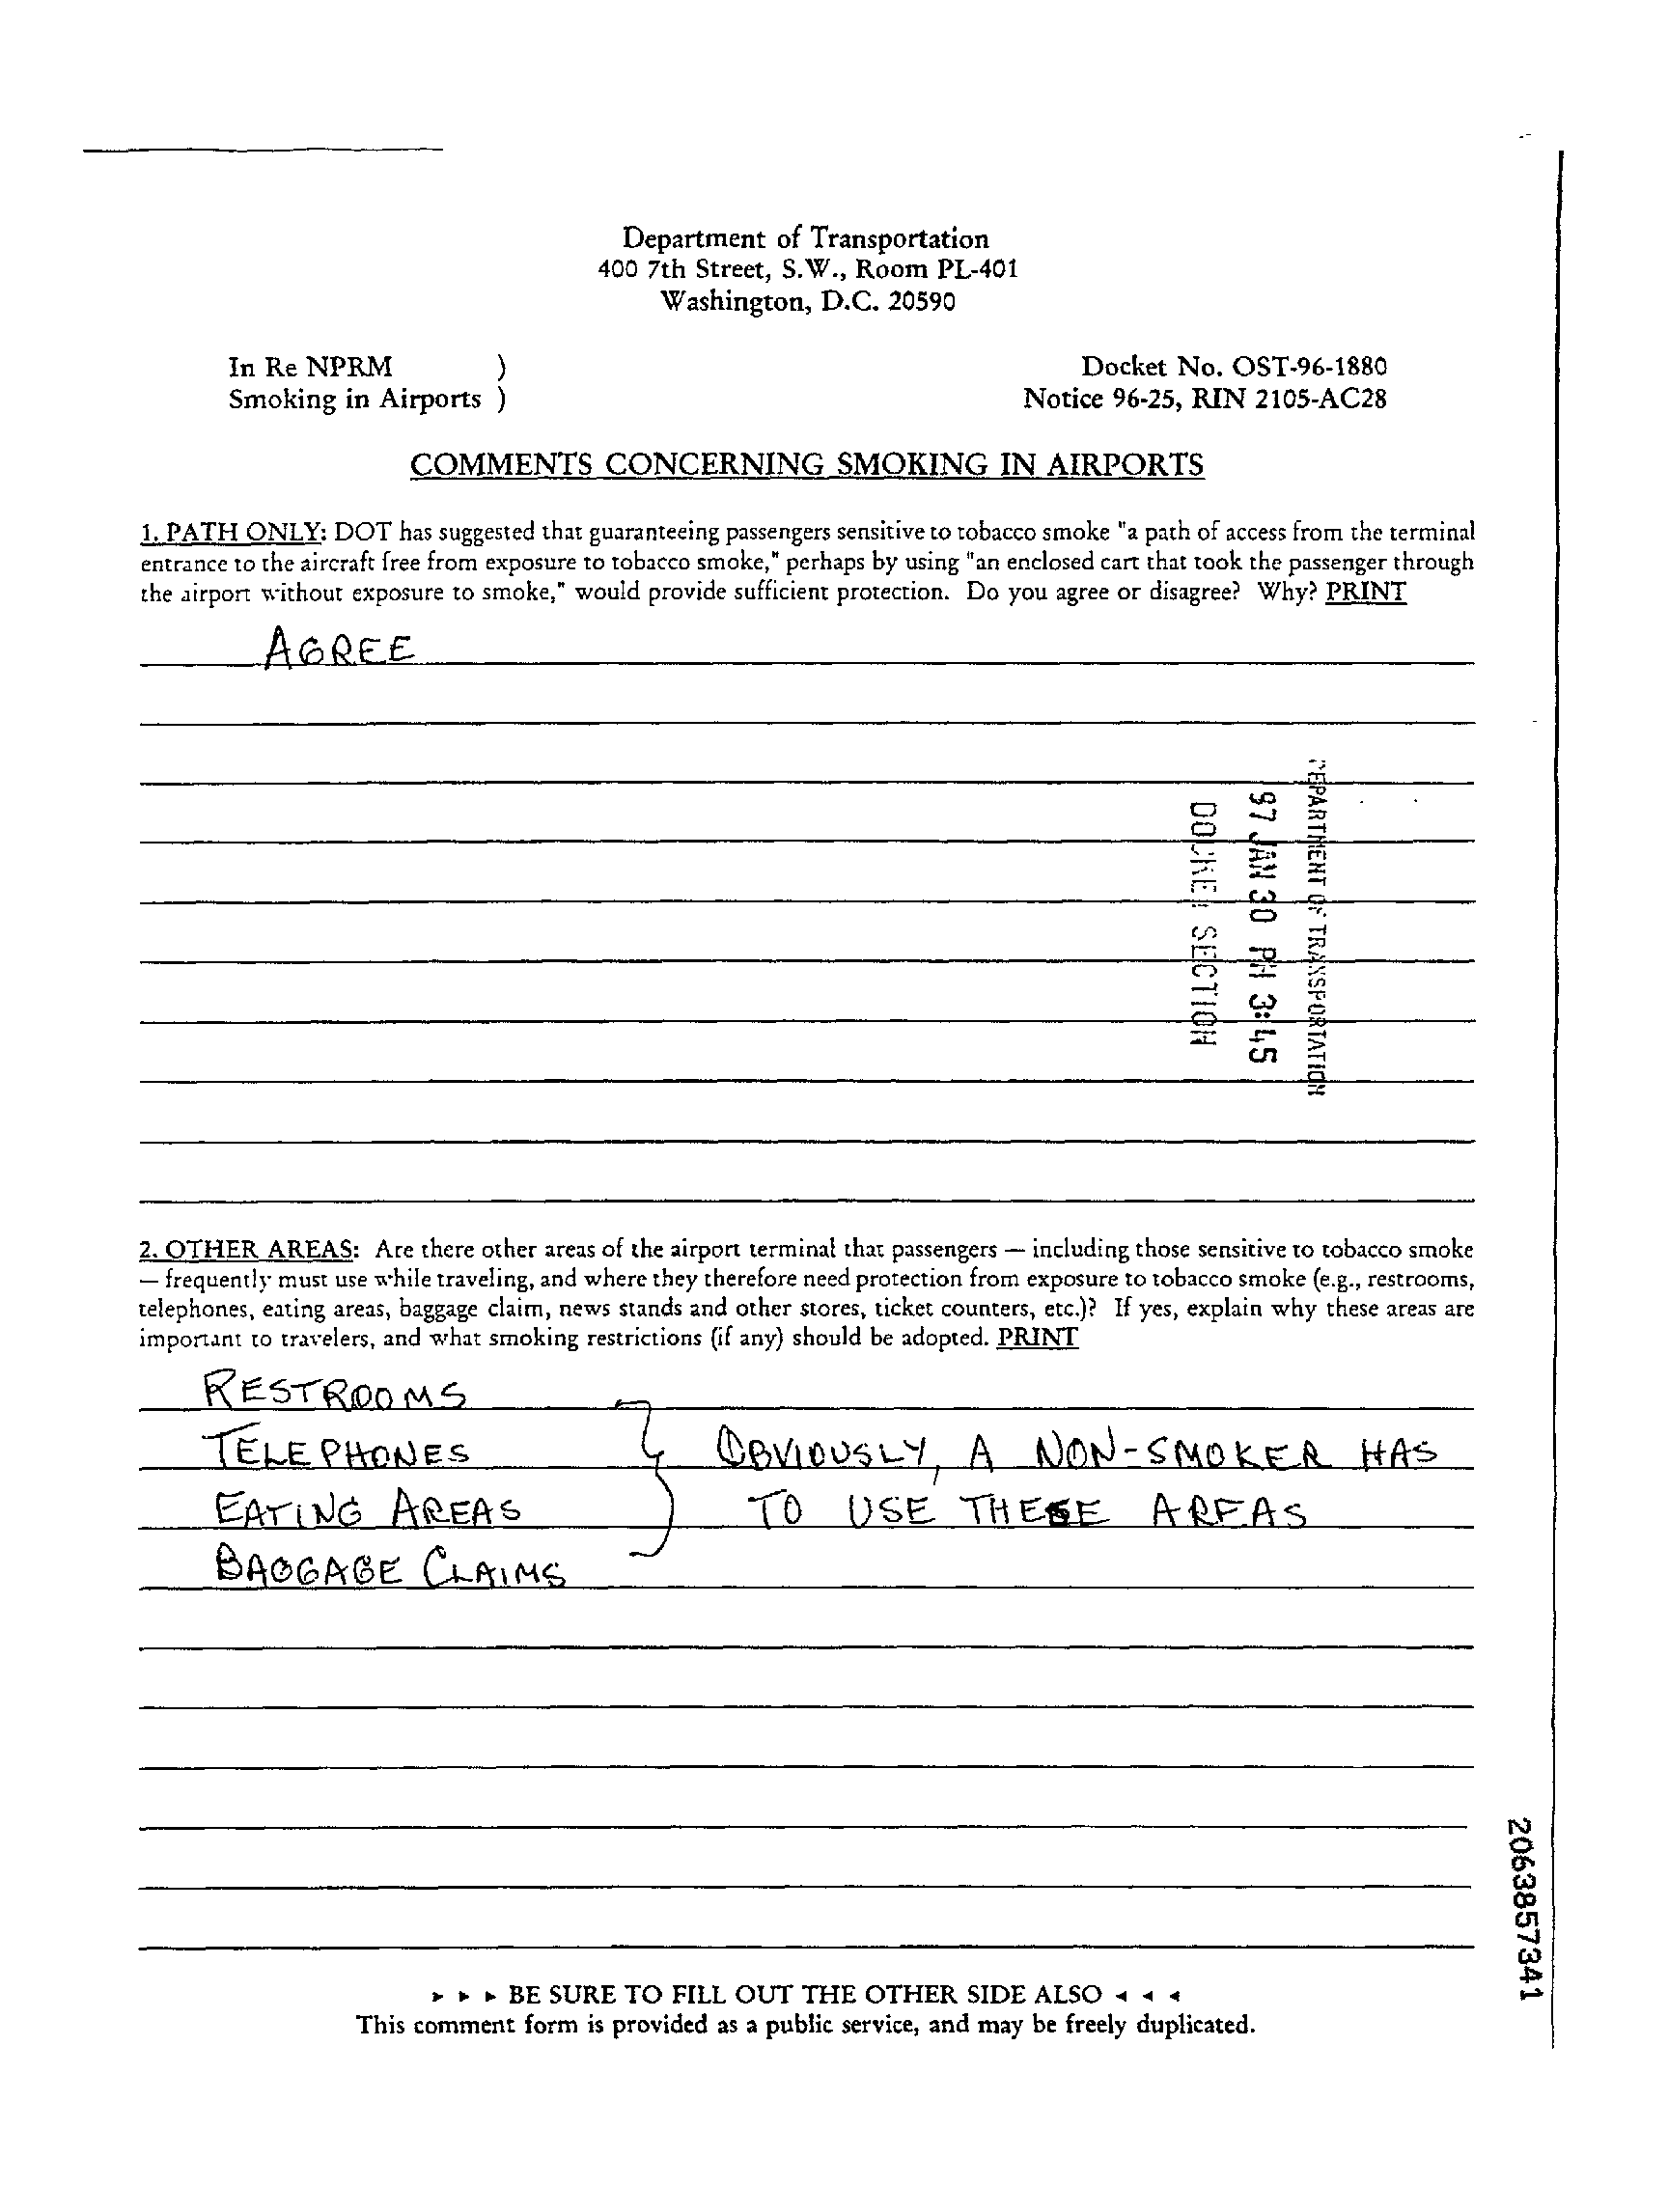 Department of Transportation
400 7th Street, S.W., Room PL-401
Washington, D.C. 20590
In Re NPRM )
Smoking in Airports )
Docket No. OST-96-1880
Notice 96-25, RIN 2105-AC28
COMMENTS CONCERNING SMOKING IN AIRPORTS
1. PATH ONLY: DOT has suggested that guaranteeing passengers sensitive to tobacco smoke "a path of access from the terminal
entrance to the aircraft free from exposure to tobacco smoke," perhaps by using "an enclosed cart that took the passenger through
the airport without exposure to smoke," would provide sufficient protection. Do you agree or disagree? Why? PRINT
AGREE
DEPARTMENT OF TRANSPORTATION
97 JAN 30 PM 3:45
DOCKET SECTION
2. OTHER AREAS: Are there other areas of the airport terminal that passengers — including those sensitive to tobacco smoke
— frequently must use while traveling, and where they therefore need protection from exposure to tobacco smoke (e.g., restrooms,
telephones, eating areas, baggage claim, news stands and other stores, ticket counters, etc.)? If yes, explain why these areas are
important to travelers, and what smoking restrictions (if any) should be adopted. PRINT
RESTROOMS
TELEPHONES OBVIOUSLY, A NON-SMOKER HAS
EATING AREAS TO USE THESE AREAS
BAGGAGE CLAIMS
2063857341
► ► ► BE SURE TO FILL OUT THE OTHER SIDE ALSO ◄ ◄ ◄
This comment form is provided as a public service, and may be freely duplicated.